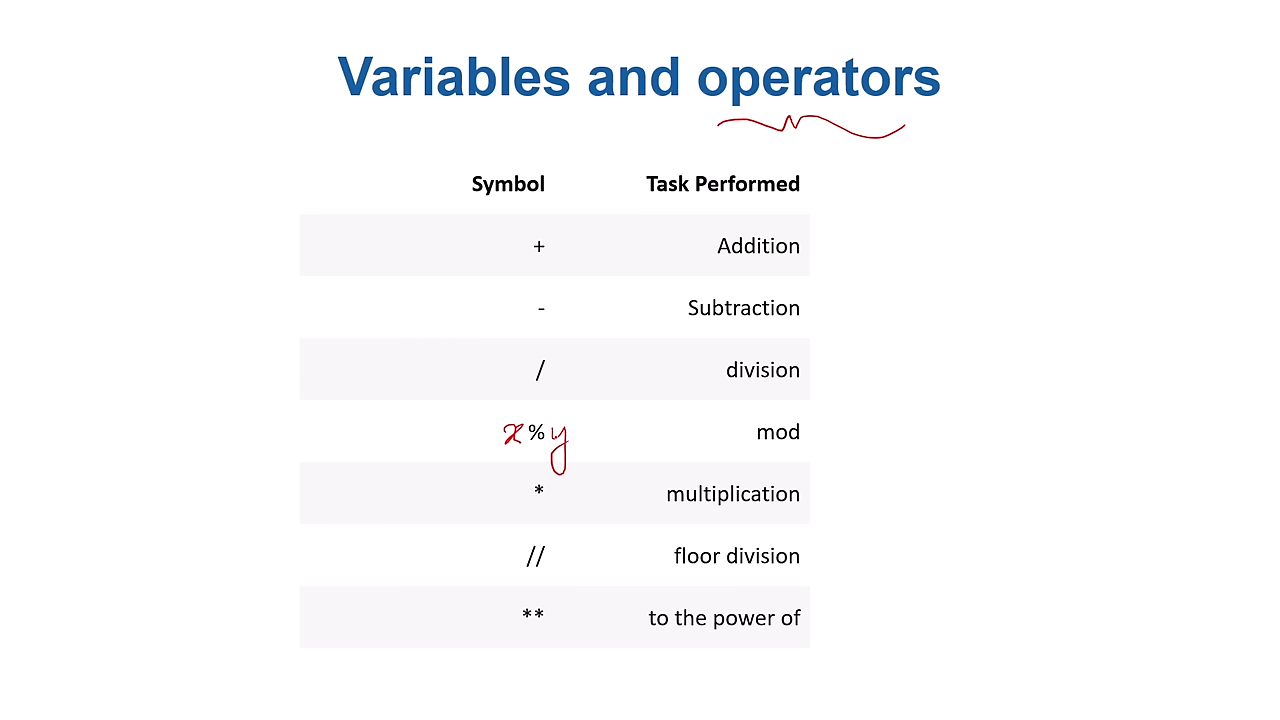 Variables and operators
Symbol Task Performed
+ Addition
- Subtraction
/ division
x % y mod
* multiplication
// floor division
** to the power of